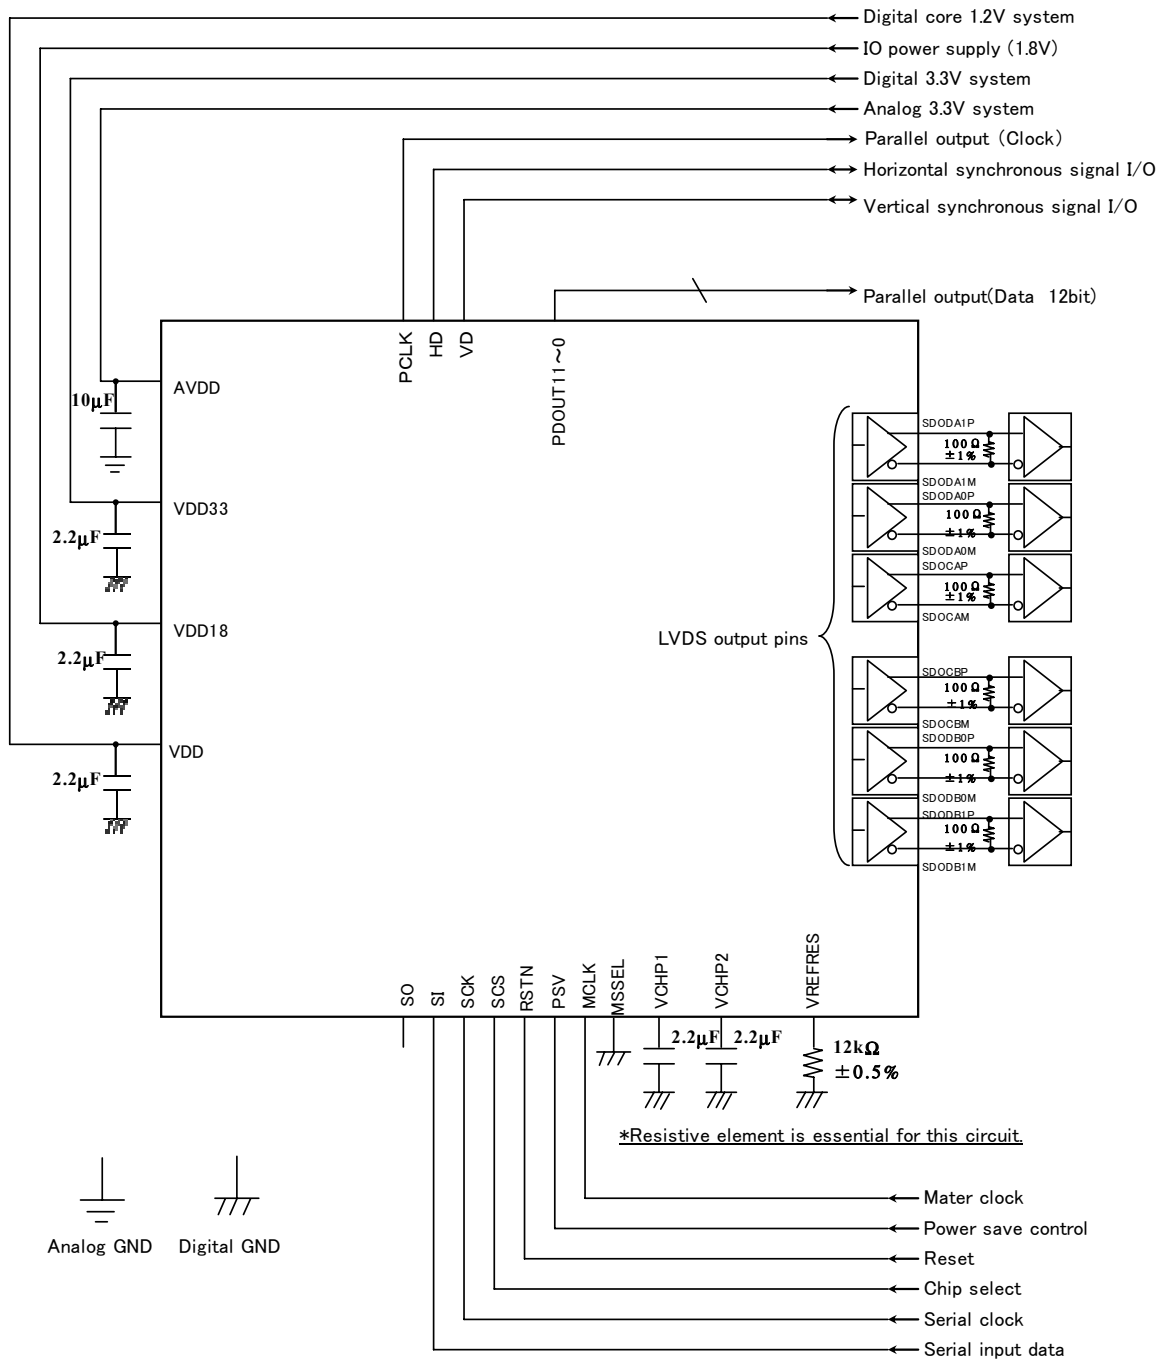 Digital core 1.2V system
IO power supply (1.8V)
Digital 3.3V system
Analog 3.3V system
Parallel output (Clock)
Horizontal synchronous signal I/O
Vertical synchronous signal I/O
Parallel output(Data 12bit)
PCLK
HD
VD
PDOUT11～0
AVDD
10μF
VDD33
2.2μF
VDD18
2.2μF
VDD
2.2μF
LVDS output pins
SDODA1P
100Ω
±1%
SDODA1M
SDODA0P
100Ω
±1%
SDODA0M
SDOCAP
100Ω
±1%
SDOCAM
SDOCBP
100Ω
±1%
SDOCBM
SDODB0P
100Ω
±1%
SDODB0M
SDODB1P
100Ω
±1%
SDODB1M
SO
SI
SCK
SCS
RSTN
PSV
MCLK
MSSEL
VCHP1
VCHP2
VREFRES
2.2μF
2.2μF
12kΩ
±0.5%
*Resistive element is essential for this circuit.
Analog GND
Digital GND
Mater clock
Power save control
Reset
Chip select
Serial clock
Serial input data